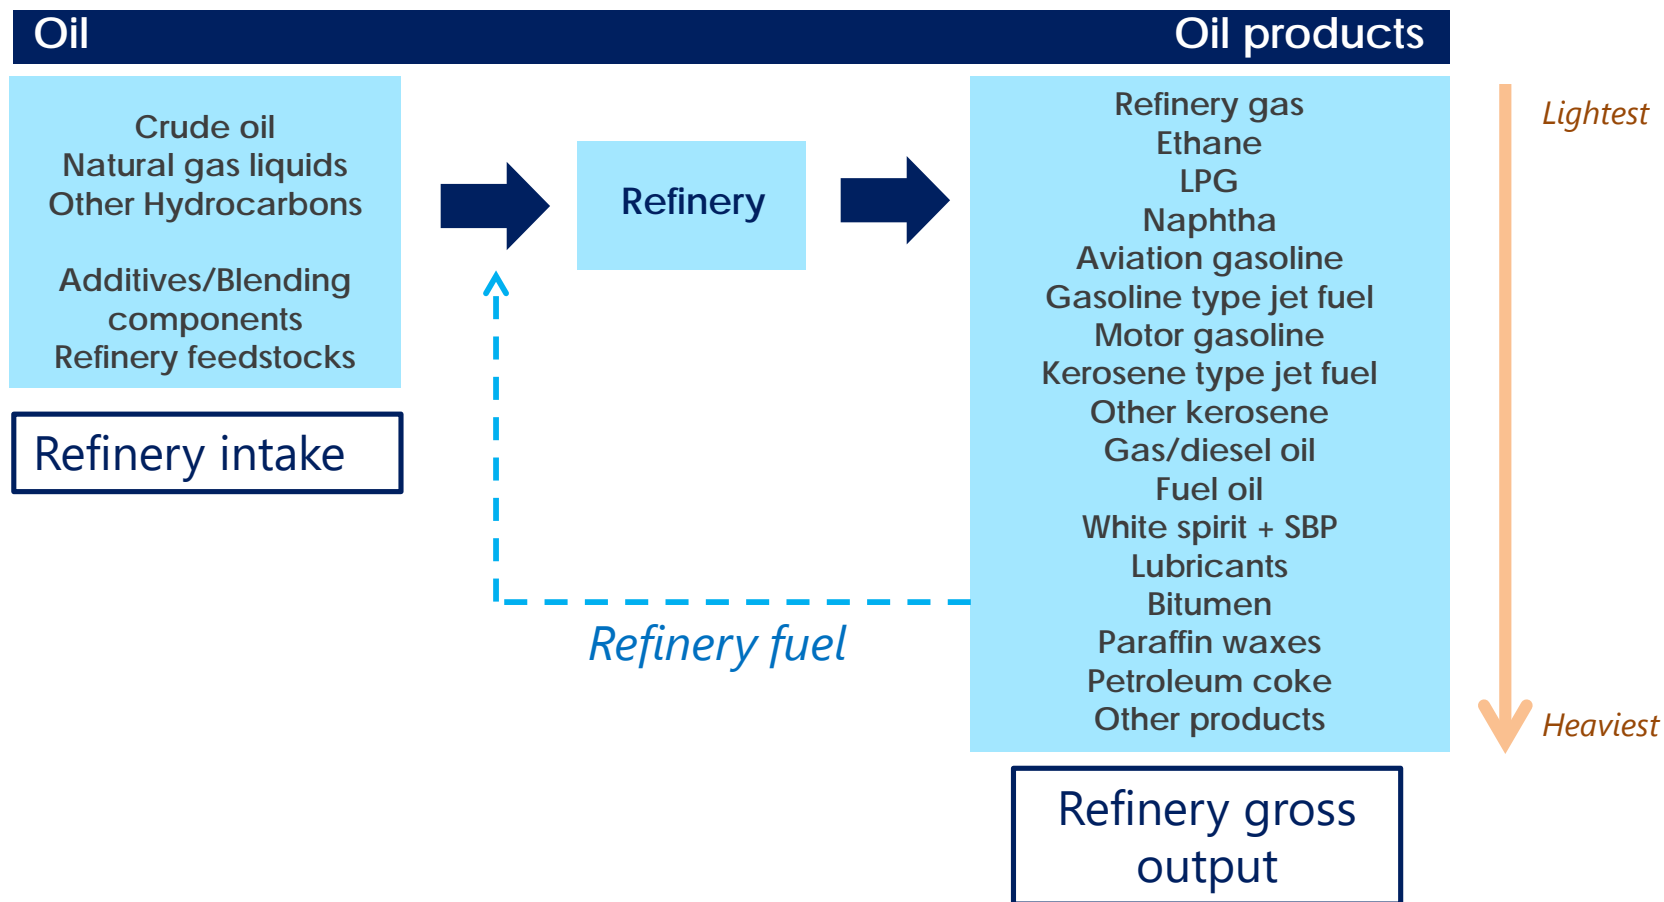 Oil
Oil products
Crude oil
Natural gas liquids
Other Hydrocarbons
Additives/Blending
components
Refinery feedstocks
Refinery intake
Refinery
Refinery fuel
Refinery gas
Ethane
LPG
Naphtha
Aviation gasoline
Gasoline type jet fuel
Motor gasoline
Kerosene type jet fuel
Other kerosene
Gas/diesel oil
Fuel oil
White spirit + SBP
Lubricants
Bitumen
Paraffin waxes
Petroleum coke
Other products
Refinery gross
output
Lightest
Heaviest